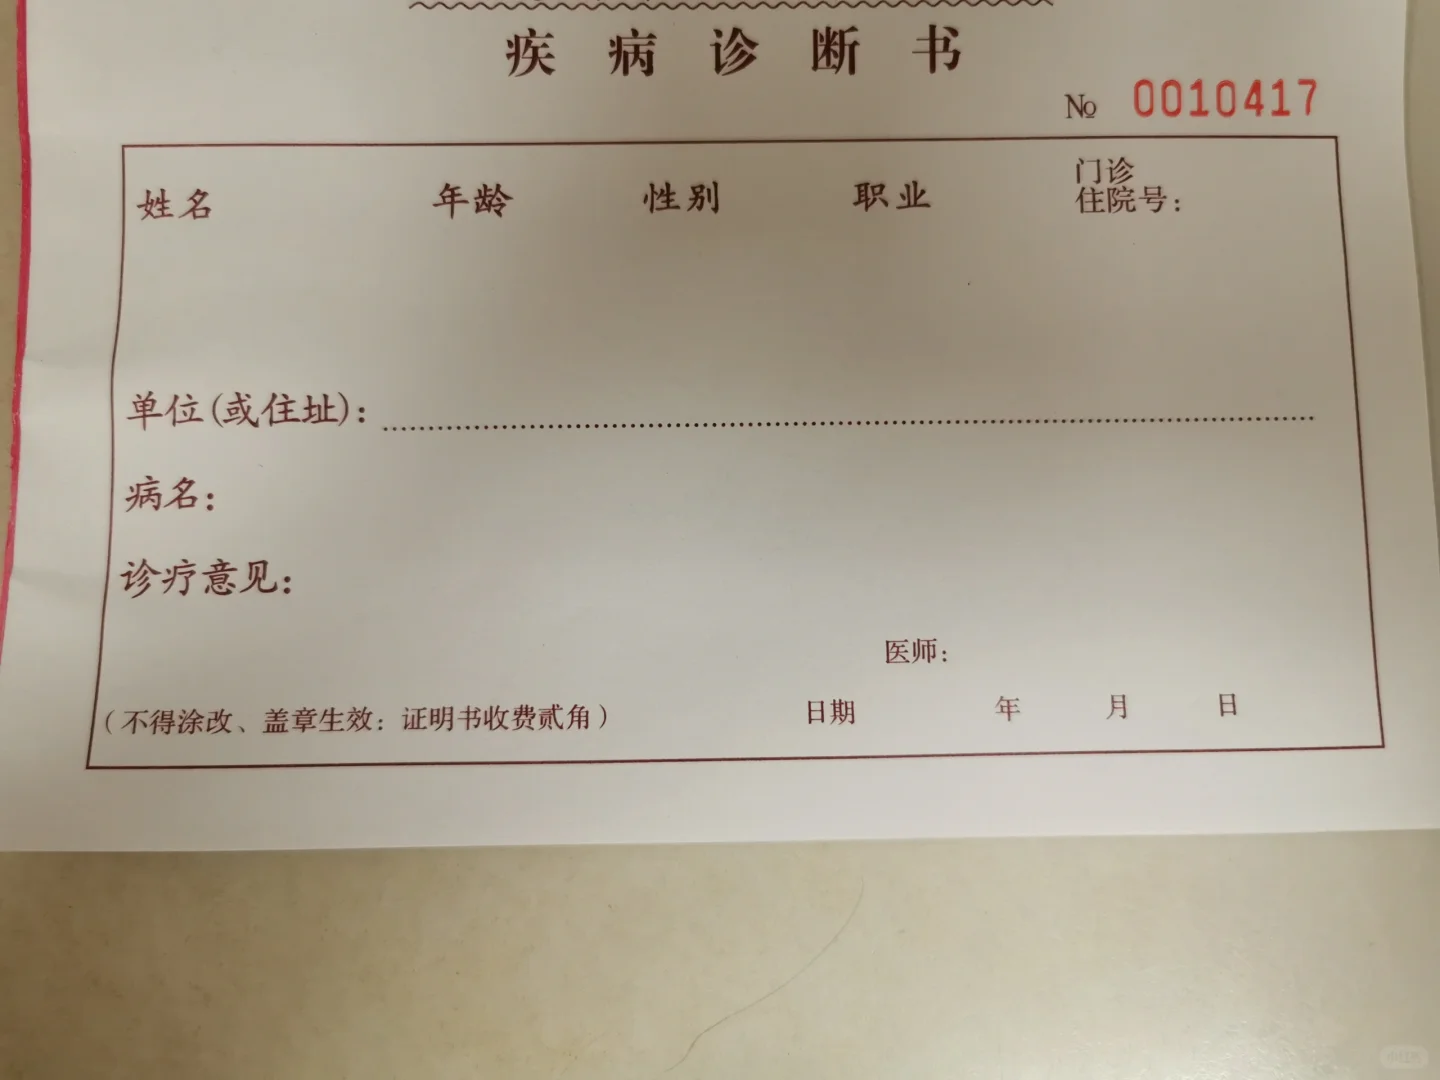 疾病诊断书
№ 0010417
姓名 年龄 性别 职业 门诊
住院号：
单位(或住址)：
病名：
诊疗意见：
医师：
（不得涂改、盖章生效：证明书收费贰角） 日期 年 月 日